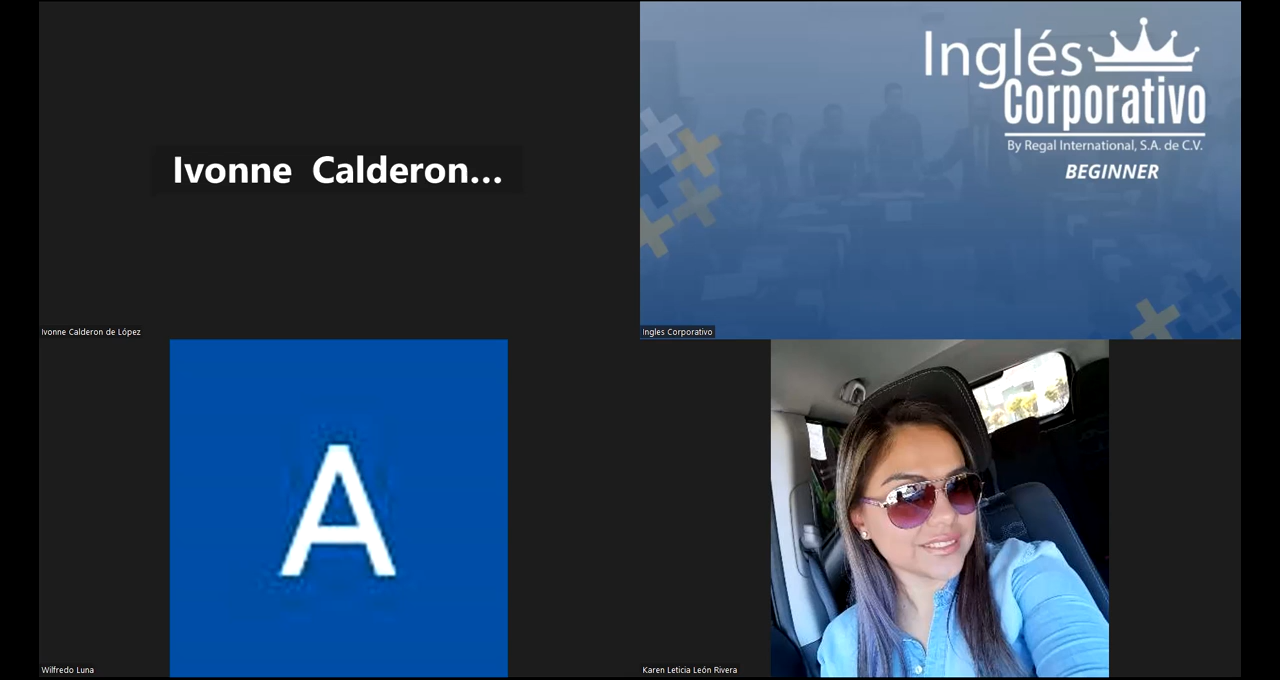 Ivonne  Calderon...
Ivonne Calderon de López
Inglés
Corporativo
By Regal International, S.A. de C.V.
BEGINNER
Ingles Corporativo
A
Wilfredo Luna
Karen Leticia León Rivera